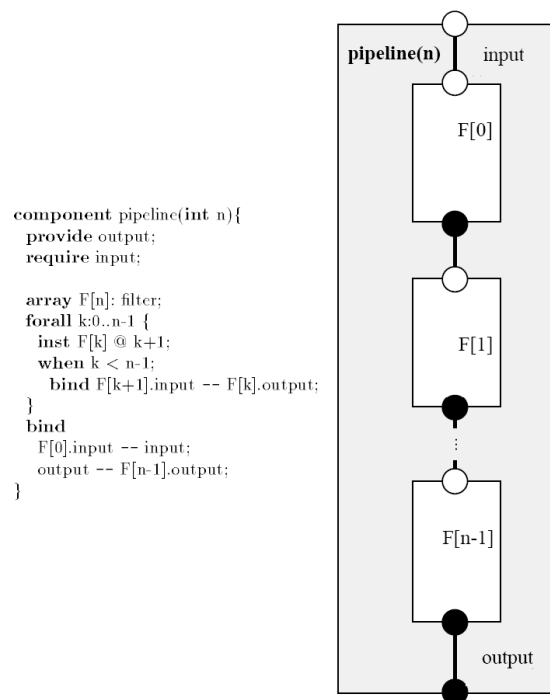 component pipeline(int n){
provide output;
require input;
array F[n]: filter;
forall k:0..n-1 {
inst F[k] @ k+1;
when k < n-1;
bind F[k+1].input -- F[k].output;
}
bind
F[0].input -- input;
output -- F[n-1].output;
}
pipeline(n)
input
F[0]
F[1]
⋮
F[n-1]
output